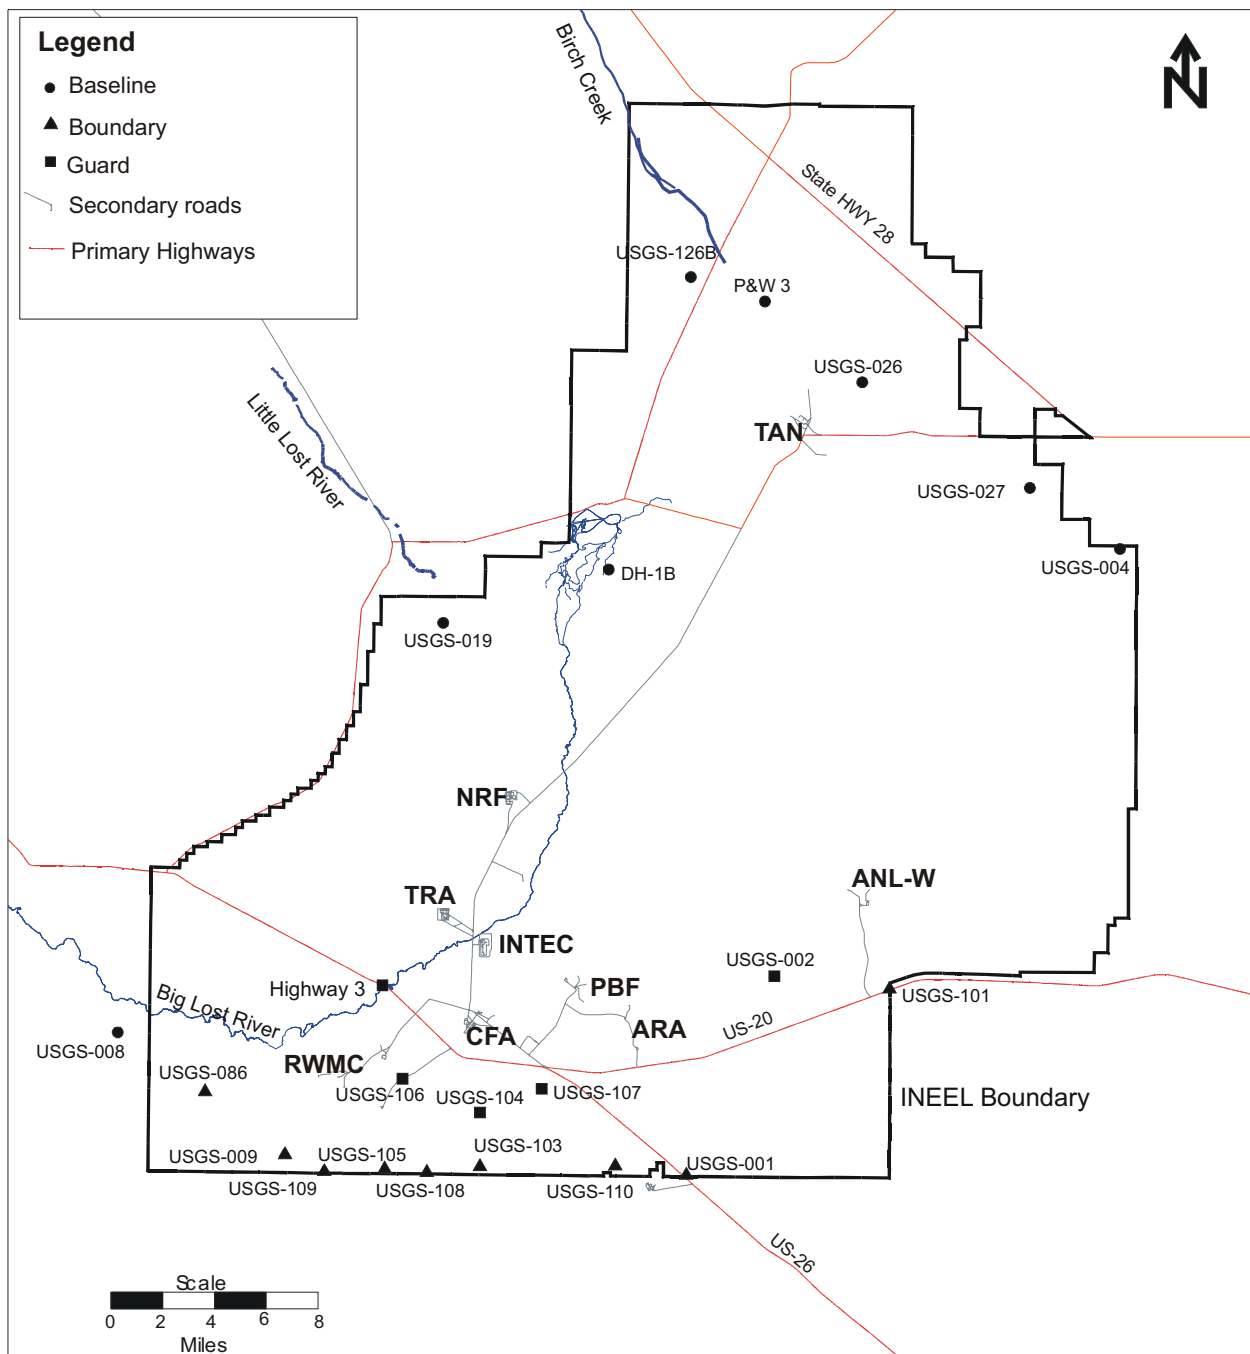 Legend
Baseline
Boundary
Guard
Secondary roads
Primary Highways
N
Birch Creek
State HWY 28
USGS-126B
P&W 3
USGS-026
TAN
Little Lost River
USGS-027
USGS-004
DH-1B
USGS-019
NRF
TRA
ANL-W
INTEC
USGS-002
PBF
Highway 3
USGS-101
Big Lost River
US-20
ARA
CFA
USGS-008
RWMC
USGS-086
USGS-106
USGS-107
USGS-104
INEEL Boundary
USGS-103
USGS-105
USGS-009
USGS-001
USGS-109
USGS-108
USGS-110
US-26
Scale
0 2 4 6 8
Miles